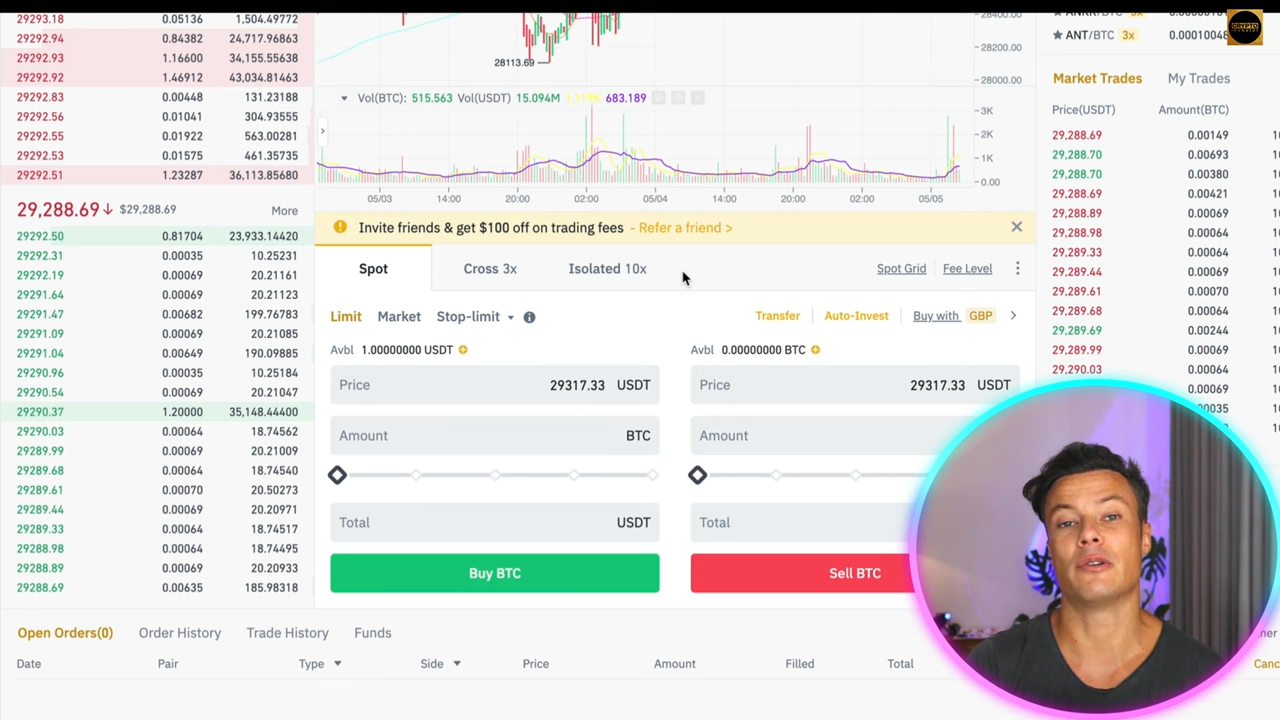 29293.18 0.05136 1,504.49772
29292.94 0.84382 24,717.96863
29292.93 1.16600 34,155.55638
29292.92 1.46912 43,034.81463
29292.83 0.00448 131.23188
29292.56 0.01041 304.93555
29292.55 0.01922 563.00281
29292.53 0.01575 461.35735
29292.51 1.23287 36,113.85680
29,288.69↓ $29,288.69 More
29292.50 0.81704 23,933.14420
29292.31 0.00035 10.25231
29292.19 0.00069 20.21161
29291.64 0.00069 20.21123
29291.47 0.00682 199.76783
29291.09 0.00069 20.21085
29291.04 0.00649 190.09885
29290.96 0.00035 10.25184
29290.54 0.00069 20.21047
29290.37 1.20000 35,148.44400
29290.03 0.00064 18.74562
29289.99 0.00069 20.21009
29289.68 0.00064 18.74540
29289.61 0.00070 20.50273
29289.44 0.00069 20.20971
29289.33 0.00064 18.74517
29288.98 0.00064 18.74495
29288.89 0.00069 20.20933
29288.69 0.00635 185.98318
28400.00
28200.00
28113.69
28000.00
Vol(BTC): 515.563 Vol(USDT) 15.094M 683.189
3K
2K
1K
0.00
05/03 14:00 20:00 02:00 05/04 14:00 20:00 02:00 05/05
Invite friends & get $100 off on trading fees - Refer a friend >
Spot Cross 3x Isolated 10x Spot Grid Fee Level
Limit Market Stop-limit Transfer Auto-Invest Buy with GBP
Avbl 1.00000000 USDT Avbl 0.00000000 BTC
Price 29317.33 USDT Price 29317.33 USDT
Amount BTC Amount
Total USDT Total
Buy BTC Sell BTC
Open Orders(0) Order History Trade History Funds
Date Pair Type Side Price Amount Filled Total
CRYPTO
ANT/BTC 3x 0.00010048
Market Trades My Trades
Price(USDT) Amount(BTC)
29,288.69 0.00149
29,288.70 0.00693
29,288.70 0.00380
29,288.69 0.00421
29,288.89 0.00069
29,288.98 0.00064
29,289.33 0.00064
29,289.44 0.00069
29,289.61 0.00070
29,289.68 0.00064
29,289.69 0.00244
29,289.99 0.00069
29,290.03 0.00064
0.00069